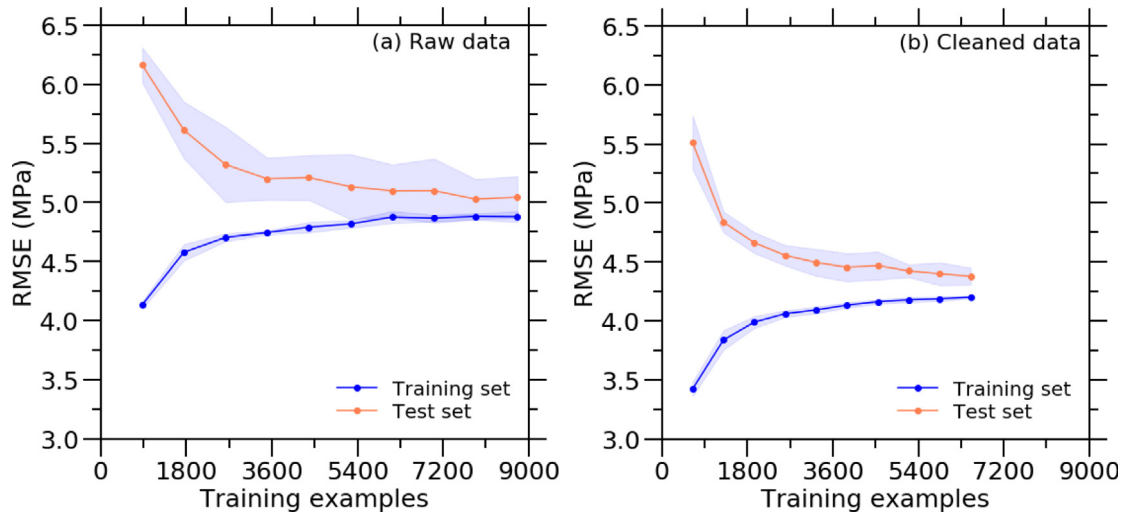 (a) Raw data
RMSE (MPa)
6.5
6.0
5.5
5.0
4.5
4.0
3.5
3.0
Training set
Test set
0 1800 3600 5400 7200 9000
Training examples
(b) Cleaned data
RMSE (MPa)
6.5
6.0
5.5
5.0
4.5
4.0
3.5
3.0
Training set
Test set
0 1800 3600 5400 7200 9000
Training examples